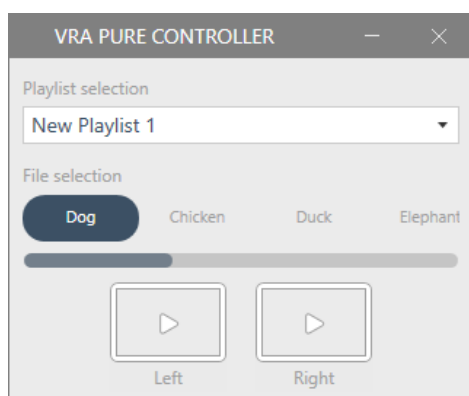 VRA PURE CONTROLLER
Playlist selection
New Playlist 1
File selection
Dog Chicken Duck Elephant
Left Right